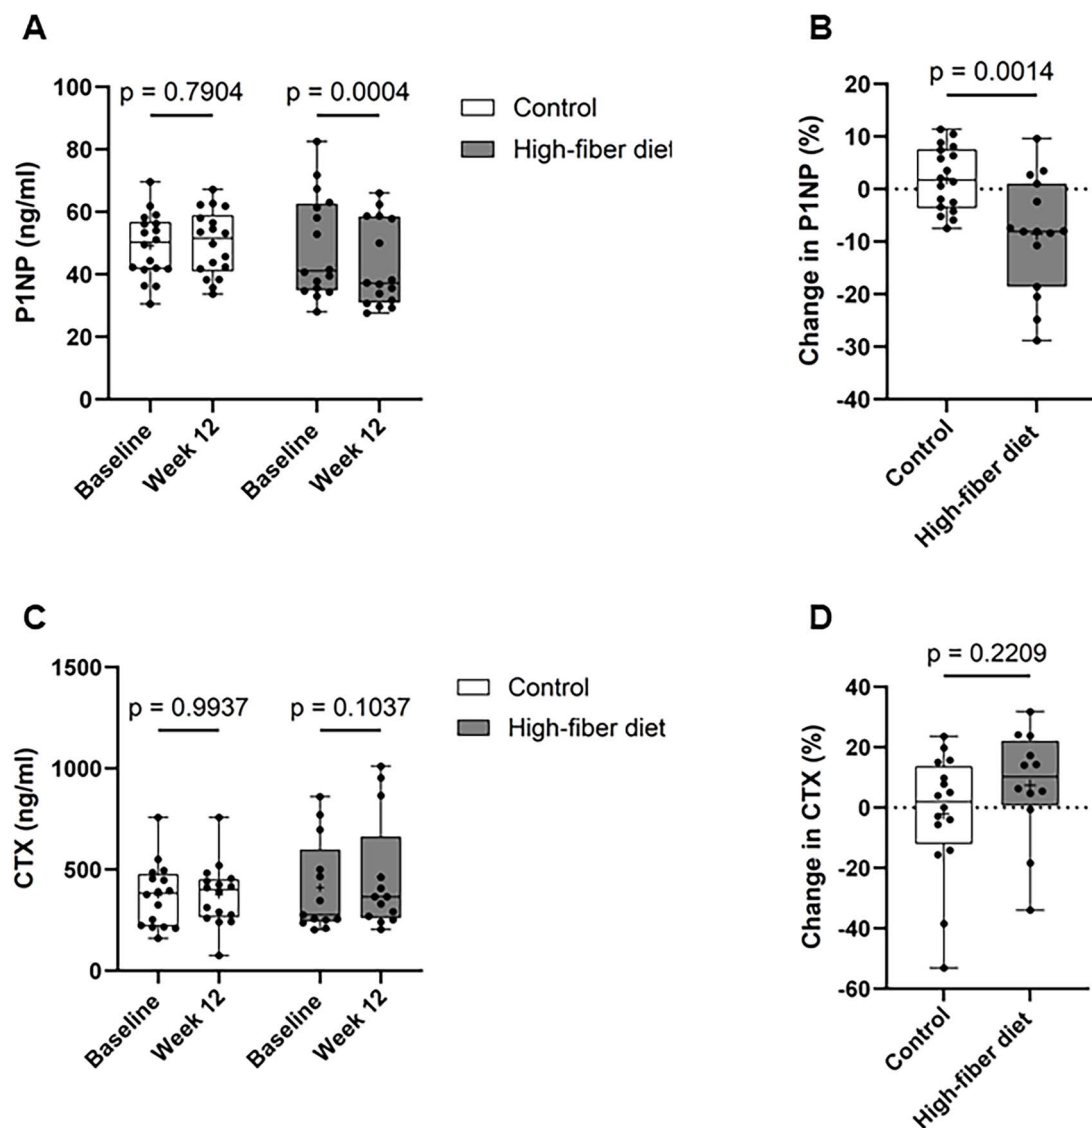 A
p = 0.7904 p = 0.0004
100
80
60
40
20
0
P1NP (ng/ml)
Baseline
Week 12
Baseline
Week 12
Control
High-fiber diet
B
p = 0.0014
20
10
0
-10
-20
-30
-40
Change in P1NP (%)
Control
High-fiber diet
C
p = 0.9937 p = 0.1037
1500
1000
500
0
CTX (ng/ml)
Baseline
Week 12
Baseline
Week 12
Control
High-fiber diet
D
p = 0.2209
40
20
0
-20
-40
-60
Change in CTX (%)
Control
High-fiber diet